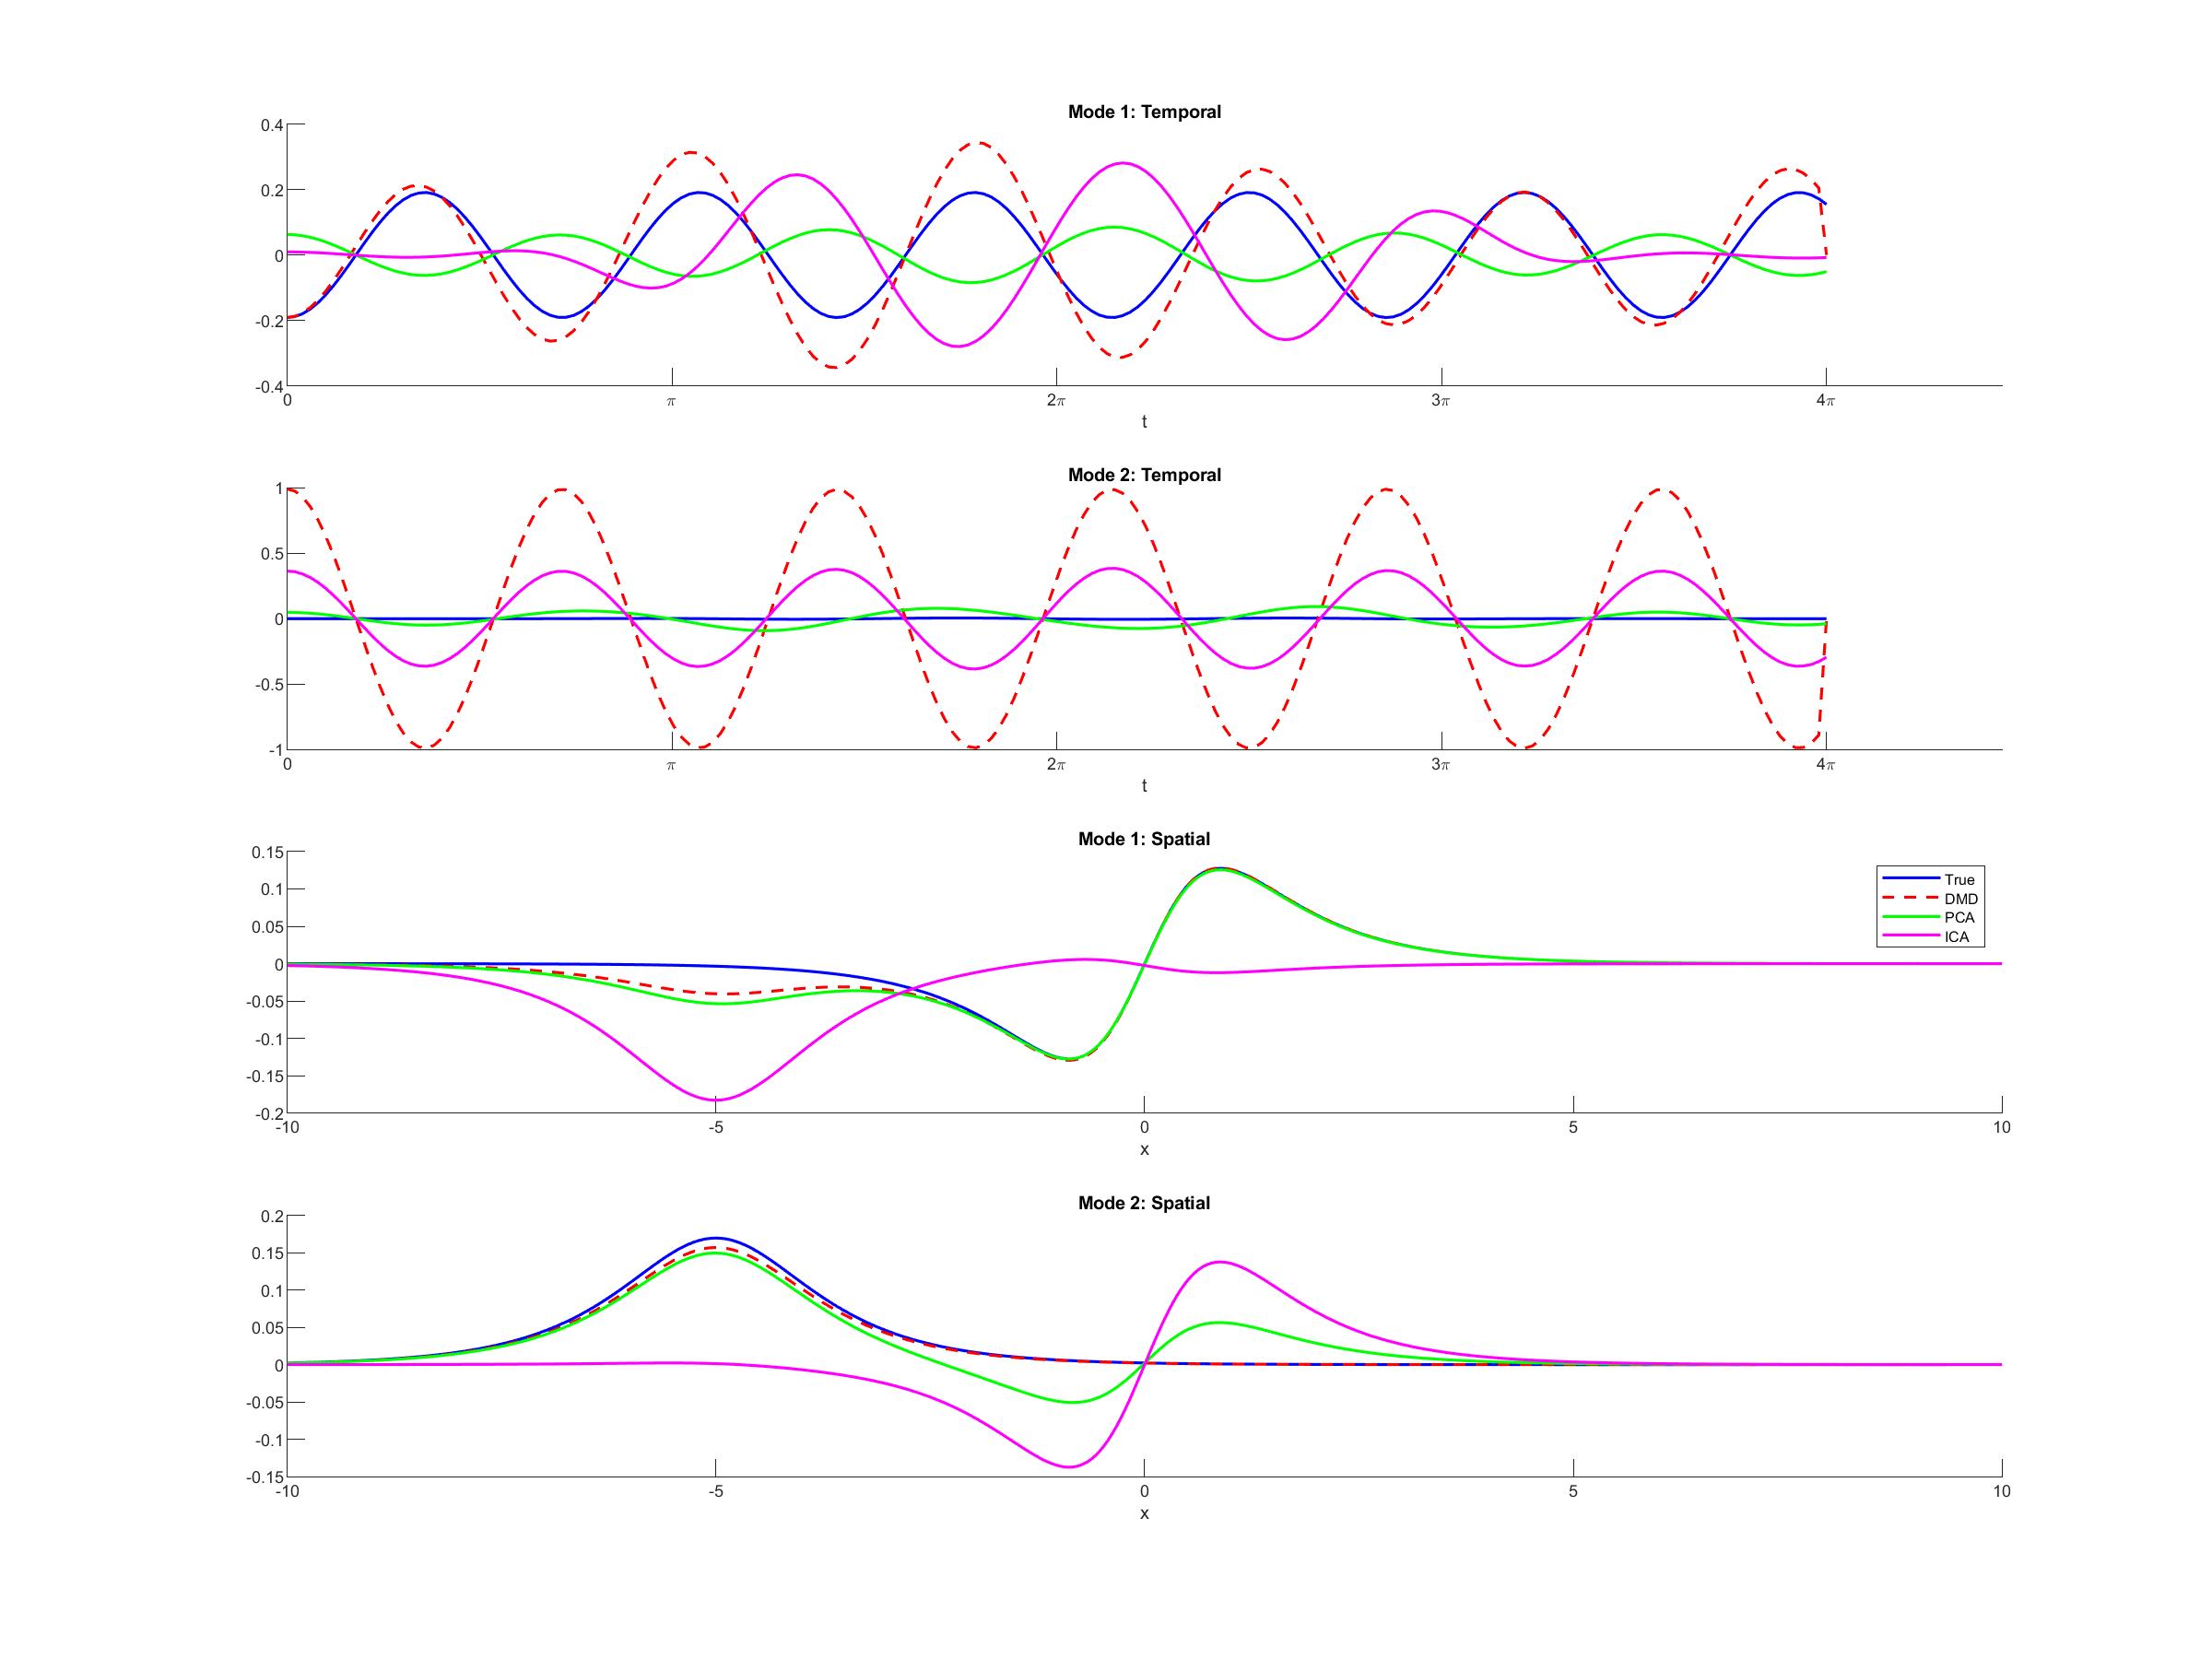 Mode 1: Temporal
0.4
0.2
0
-0.2
-0.4
0 π 2π 3π 4π
t
Mode 2: Temporal
1
0.5
0
-0.5
-1
0 π 2π 3π 4π
t
Mode 1: Spatial
0.15
0.1
0.05
0
-0.05
-0.1
-0.15
-0.2
-10 -5 0 5 10
x
True
DMD
PCA
ICA
Mode 2: Spatial
0.2
0.15
0.1
0.05
0
-0.05
-0.1
-0.15
-10 -5 0 5 10
x